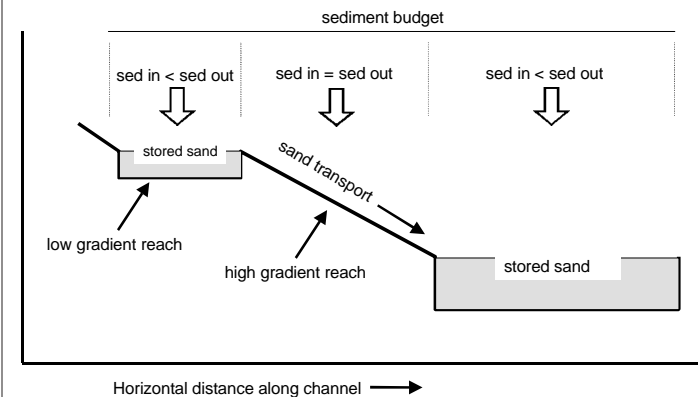 sediment budget
sed in < sed out
sed in = sed out
sed in < sed out
stored sand
sand transport
low gradient reach
high gradient reach
stored sand
Horizontal distance along channel